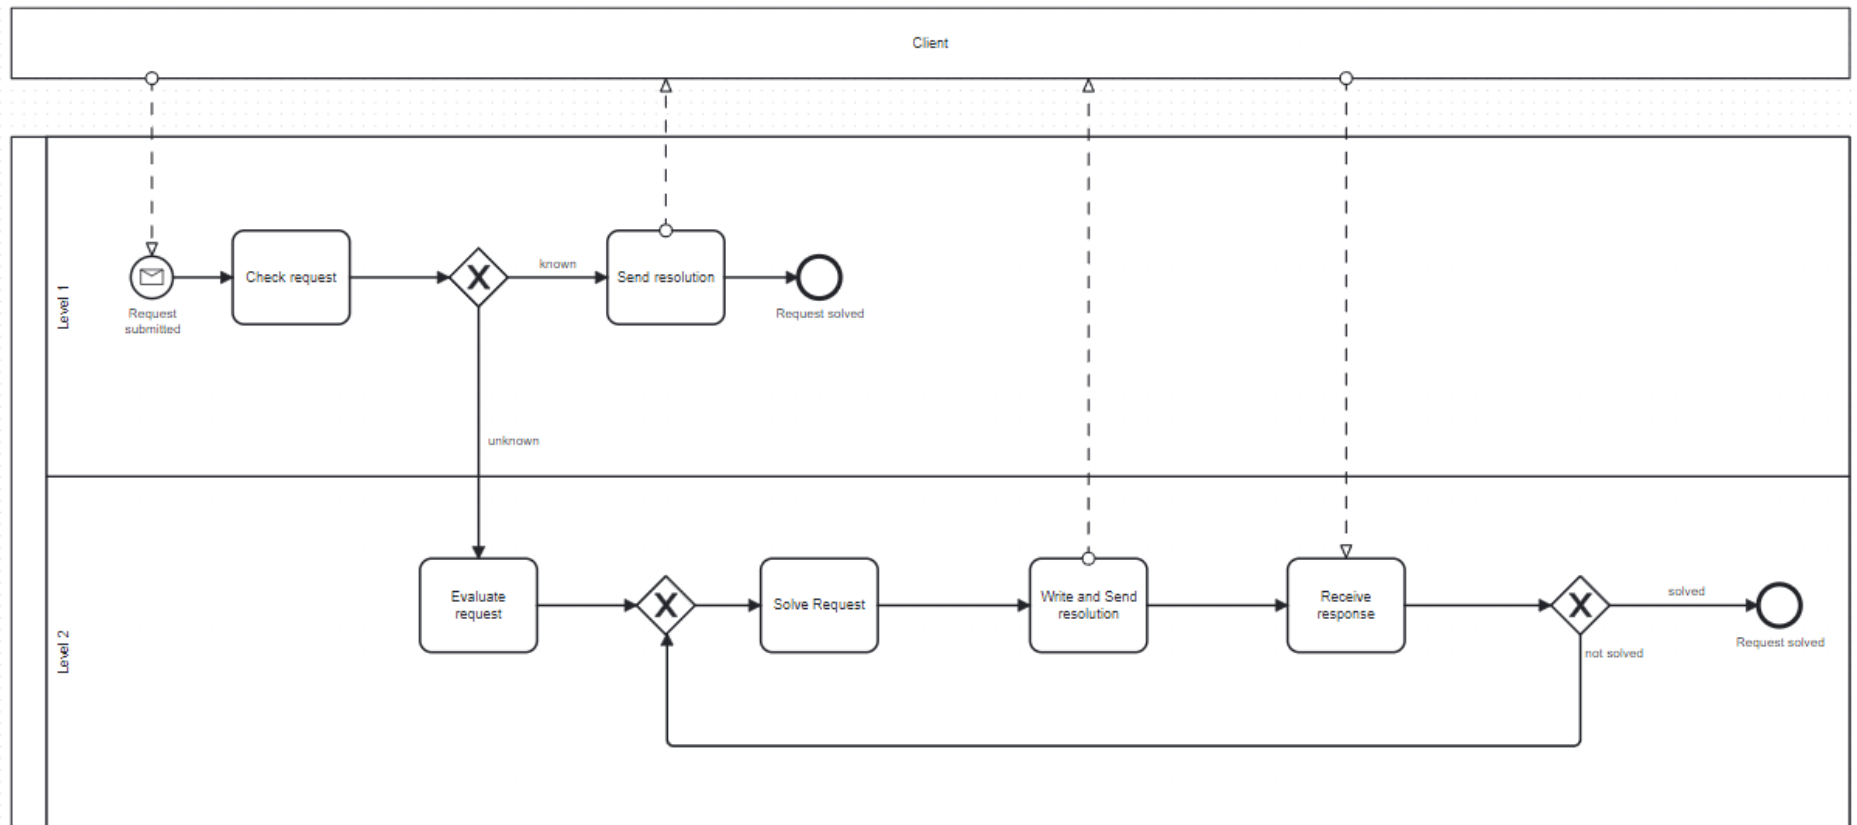 Client
Level 1
Request
submitted
Check request
known
Send resolution
Request solved
unknown
Level 2
Evaluate
request
Solve Request
Write and Send
resolution
Receive
response
solved
not solved
Request solved